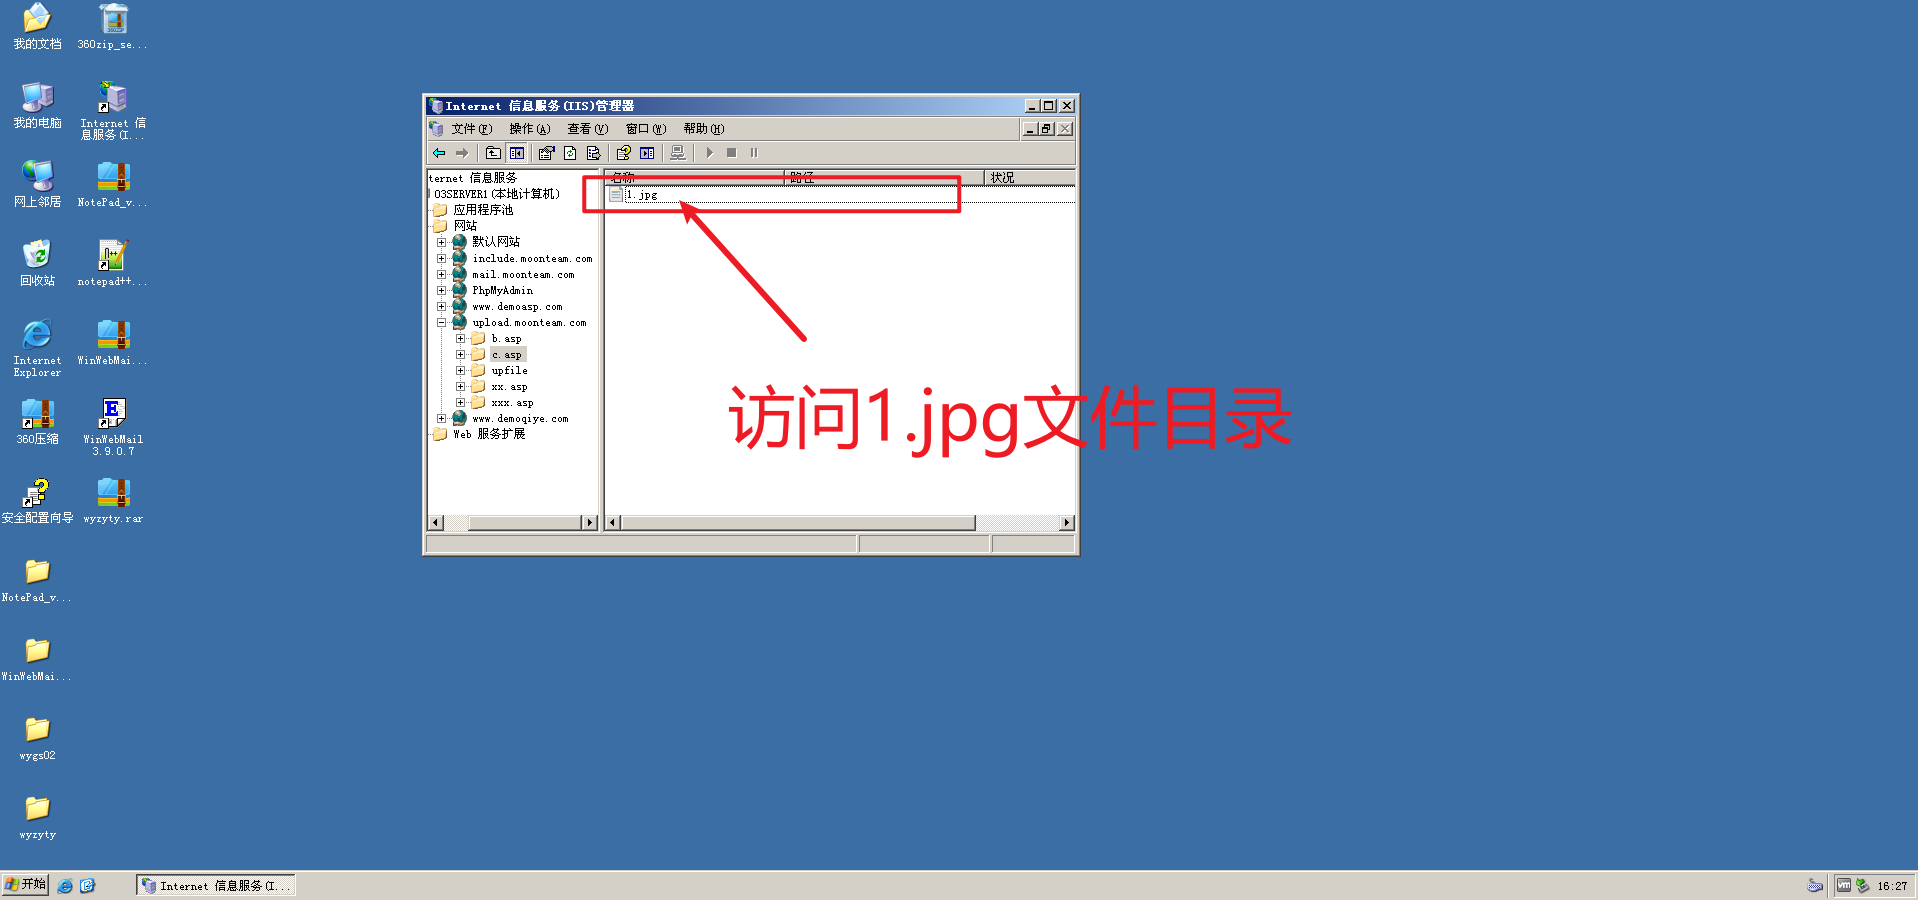 我的文档
360zip_se...
我的电脑
Internet 信
息服务(I...
网上邻居
NotePad_v...
回收站
notepad++...
Internet
Explorer
WinWebMai...
360压缩
WinWebMail
3.9.0.7
安全配置向导
wyzyty.rar
NotePad_v...
WinWebMai...
wygs02
wyzyty
Internet 信息服务(IIS)管理器
文件(F) 操作(A) 查看(V) 窗口(W) 帮助(H)
ternet 信息服务
03SERVER1(本地计算机)
应用程序池
网站
默认网站
include.moonteam.com
mail.moonteam.com
PhpMyAdmin
www.demoasp.com
upload.moonteam.com
b.asp
c.asp
upfile
xx.asp
xxx.asp
www.demoqiye.com
Web 服务扩展
名称 路径 状况
1.jpg
访问1.jpg文件目录
开始
Internet 信息服务(I...
vm
16:27